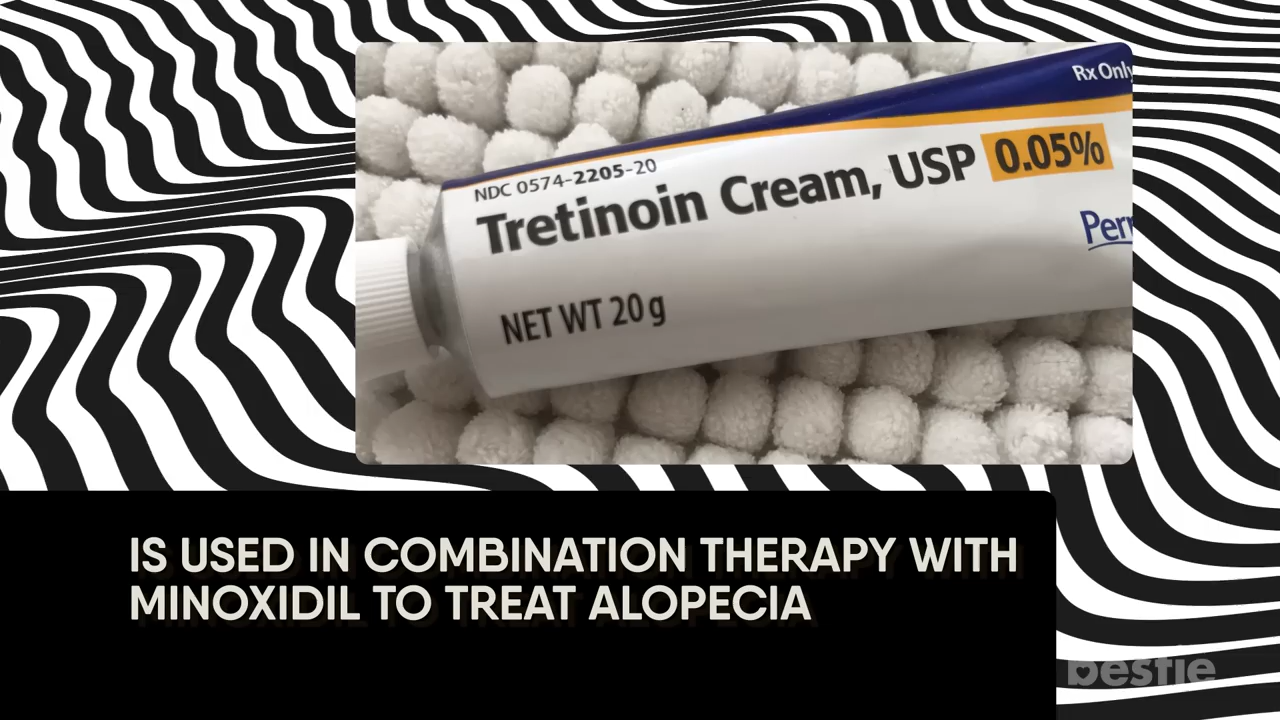 Rx Only
NDC 0574-2205-20
Tretinoin Cream, USP 0.05%
NET WT 20 g
IS USED IN COMBINATION THERAPY WITH
MINOXIDIL TO TREAT ALOPECIA
bestie